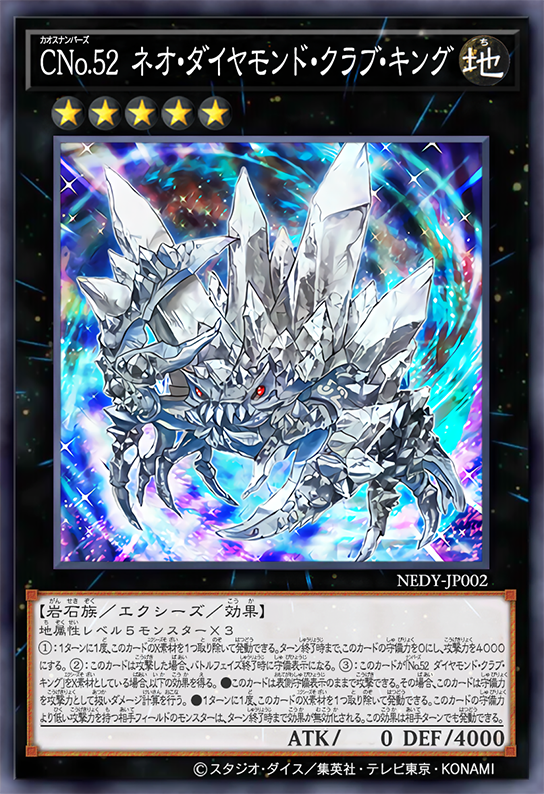 カオスナンバーズ
CNo.52 ネオ・ダイヤモンド・クラブ・キング
ち
地
NEDY-JP002
【岩石族／エクシーズ／効果】
地属性レベル５モンスター×３
①：1ターンに1度、このカードのX素材を1つ取り除いて発動できる。ターン終了時まで、このカードの守備力を0にし、攻撃力を4000
にする。②：このカードは攻撃した場合、バトルフェイズ終了時に守備表示になる。③：このカードが「No.52 ダイヤモンド・クラブ・
キング」をX素材としている場合、以下の効果を得る。●このカードは表側守備表示のままで攻撃できる。その場合、このカードは守備力
を攻撃力として扱いダメージ計算を行う。●1ターンに1度、このカードのX素材を1つ取り除いて発動できる。このカードの守備力
より低い攻撃力を持つ相手フィールドのモンスターは、ターン終了時まで効果が無効化される。この効果は相手ターンでも発動できる。
ATK/ 0 DEF/4000
©スタジオ・ダイス／集英社・テレビ東京・KONAMI